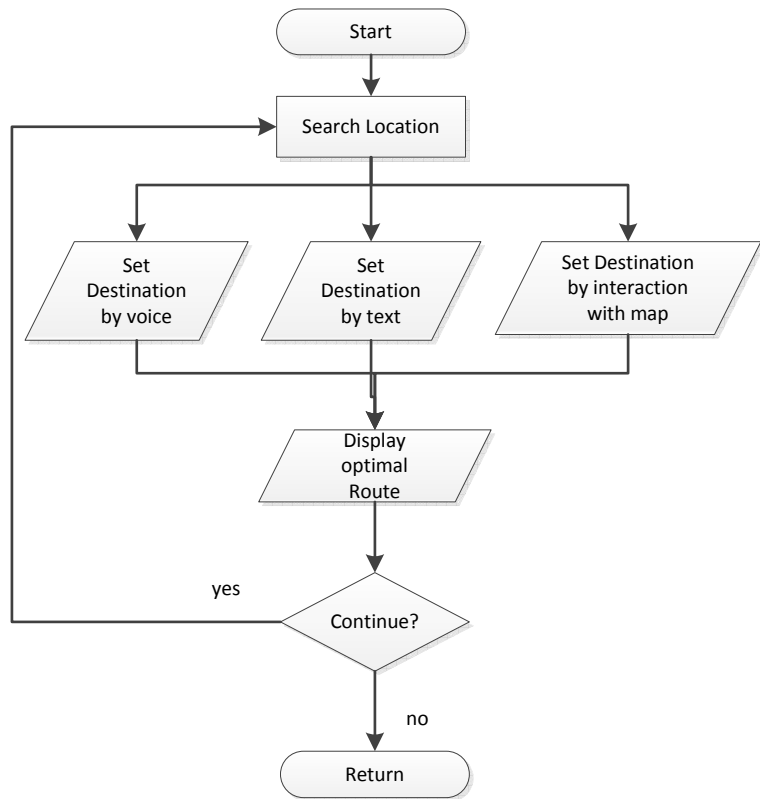 Start
Search Location
Set
Destination
by voice
Set
Destination
by text
Set Destination
by interaction
with map
Display
optimal
Route
yes
Continue?
no
Return